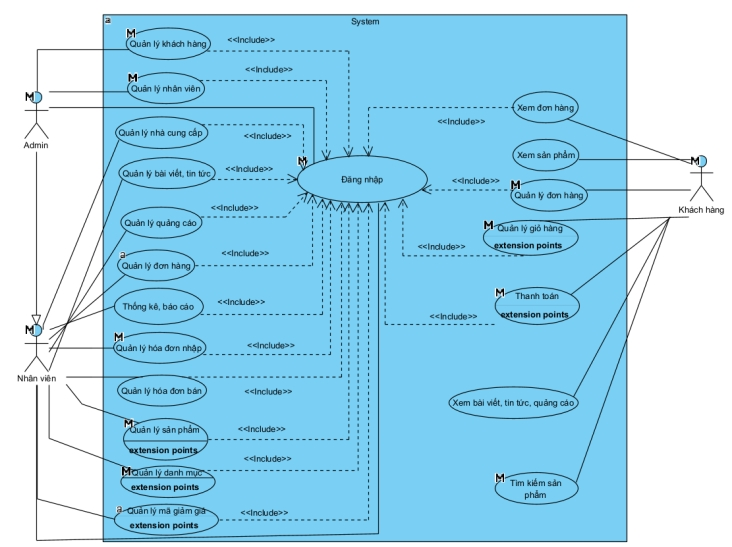 System
Quản lý khách hàng
<<Include>>
Quản lý nhân viên
<<Include>>
Admin
Quản lý nhà cung cấp
<<Include>>
Quản lý bài viết, tin tức
<<Include>>
Quản lý quảng cáo
<<Include>>
Quản lý đơn hàng
<<Include>>
Thống kê, báo cáo
<<Include>>
Quản lý hóa đơn nhập
<<Include>>
Nhân viên
Quản lý hóa đơn bán
<<Include>>
Quản lý sản phẩm
extension points
<<Include>>
Quản lý danh mục
extension points
<<Include>>
Quản lý mã giảm giá
extension points
<<Include>>
Đăng nhập
Xem đơn hàng
<<Include>>
Xem sản phẩm
<<Include>>
Quản lý đơn hàng
Khách hàng
Quản lý giỏ hàng
extension points
<<Include>>
Thanh toán
extension points
<<Include>>
Xem bài viết, tin tức, quảng cáo
Tìm kiếm sản
phẩm